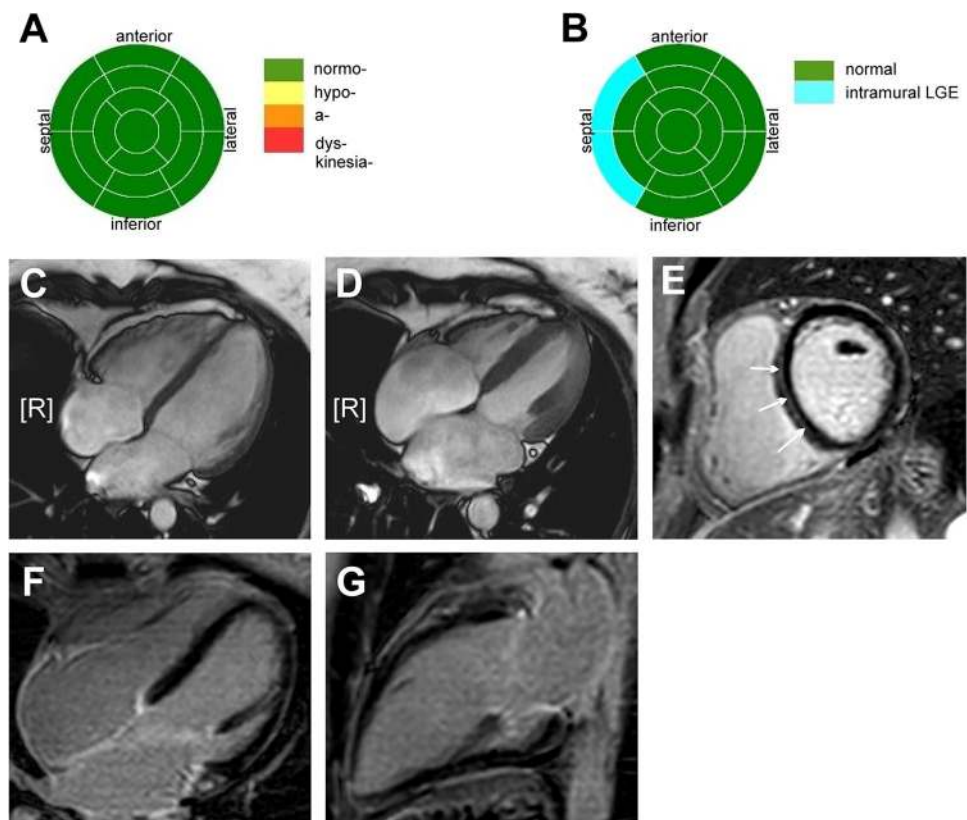 A
anterior
septal
lateral
inferior
normo-
hypo-
a-
dys-
kinesia-
B
anterior
septal
lateral
inferior
normal
intramural LGE
C
[R]
D
[R]
E
F
G